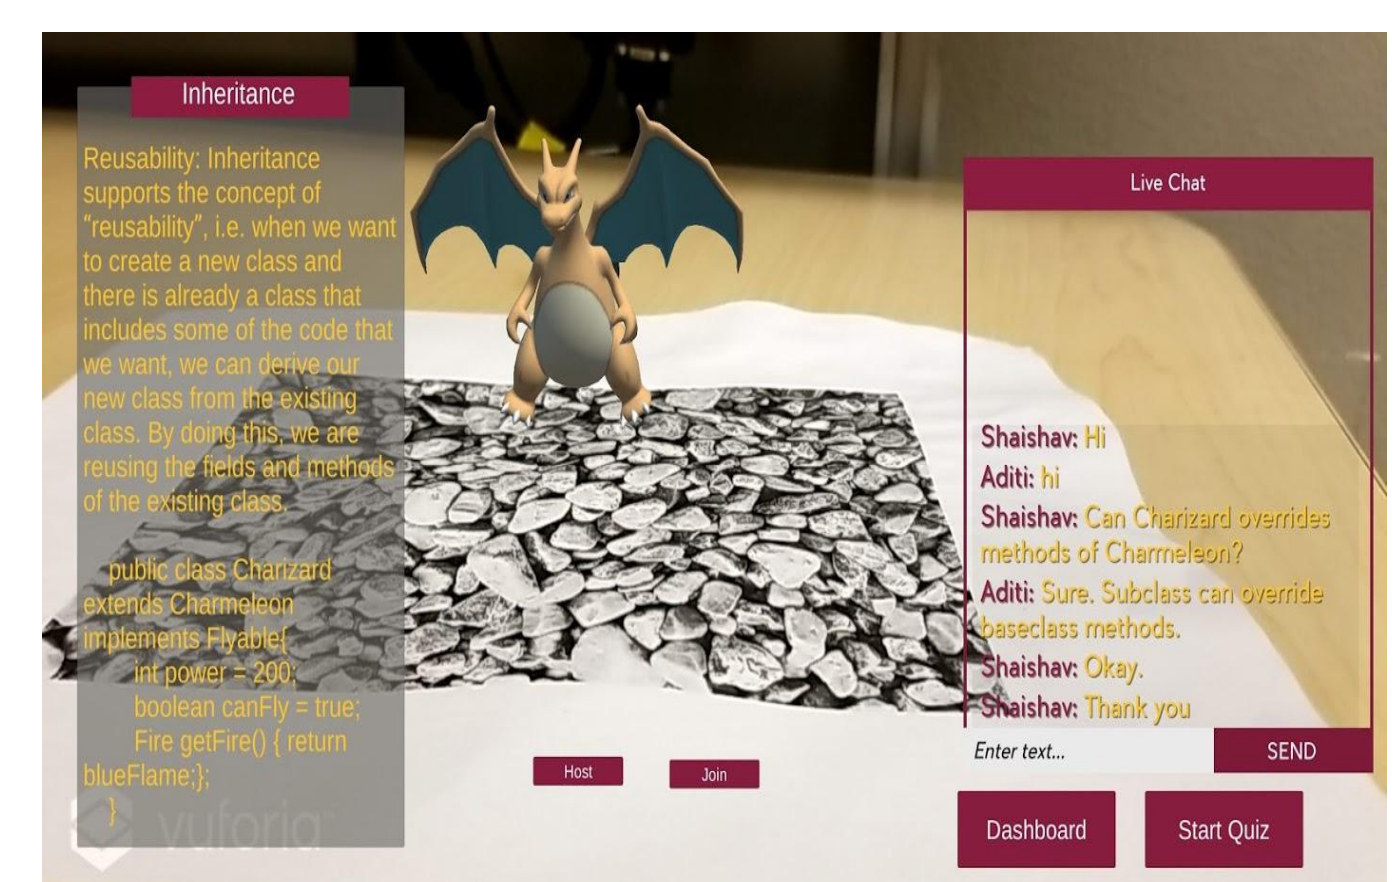 Inheritance
Reusability: Inheritance
supports the concept of
“reusability”, i.e. when we want
to create a new class and
there is already a class that
includes some of the code that
we want, we can derive our
new class from the existing
class. By doing this, we are
reusing the fields and methods
of the existing class.
public class Charizard
extends Charmeleon
implements Flyable{
int power = 200;
boolean canFly = true;
Fire getFire() { return
blueFlame;};
}
vuforia
Host
Join
Live Chat
Shaishav: Hi
Aditi: hi
Shaishav: Can Charizard overrides
methods of Charmeleon?
Aditi: Sure. Subclass can override
baseclass methods.
Shaishav: Okay.
Shaishav: Thank you
Enter text...
SEND
Dashboard
Start Quiz